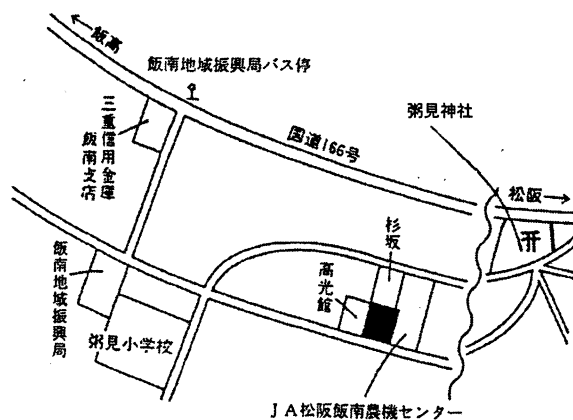 ←飯高
飯南地域振興局バス停
粥見神社
三重信用金庫
飯南支店
国道166号
松阪→
杉坂
飯南地域振興局
高光館
粥見小学校
JA松阪飯南農機センター